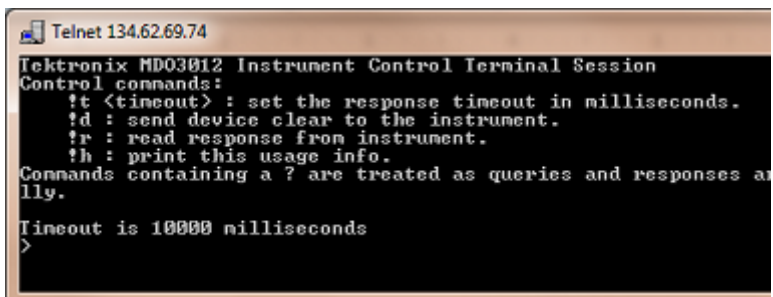 Telnet 134.62.69.74
Tektronix MDO3012 Instrument Control Terminal Session
Control commands:
!t <timeout> : set the response timeout in milliseconds.
!d : send device clear to the instrument.
!r : read response from instrument.
!h : print this usage info.
Commands containing a ? are treated as queries and responses ar
lly.
Timeout is 10000 milliseconds
>